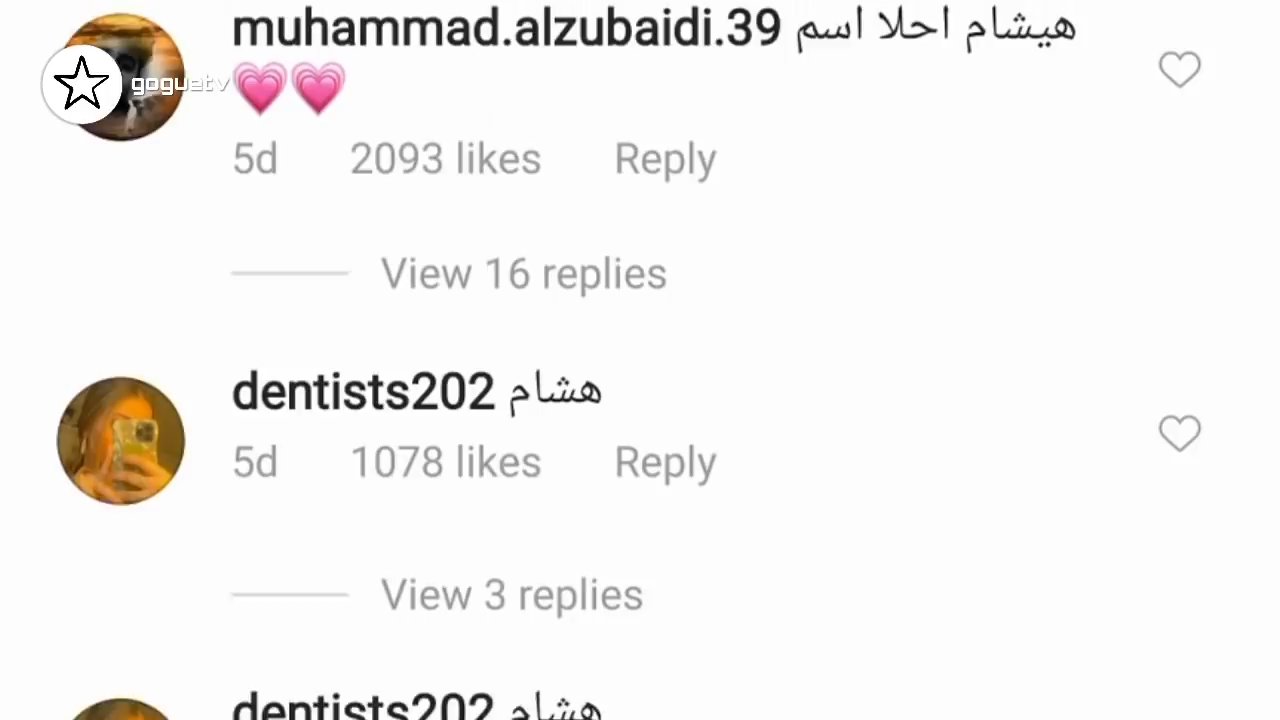 muhammad.alzubaidi.39 هيشام احلا اسم
💗💗
goguetv
5d 2093 likes Reply
View 16 replies
dentists202 هشام
5d 1078 likes Reply
View 3 replies
dentists202 هشام